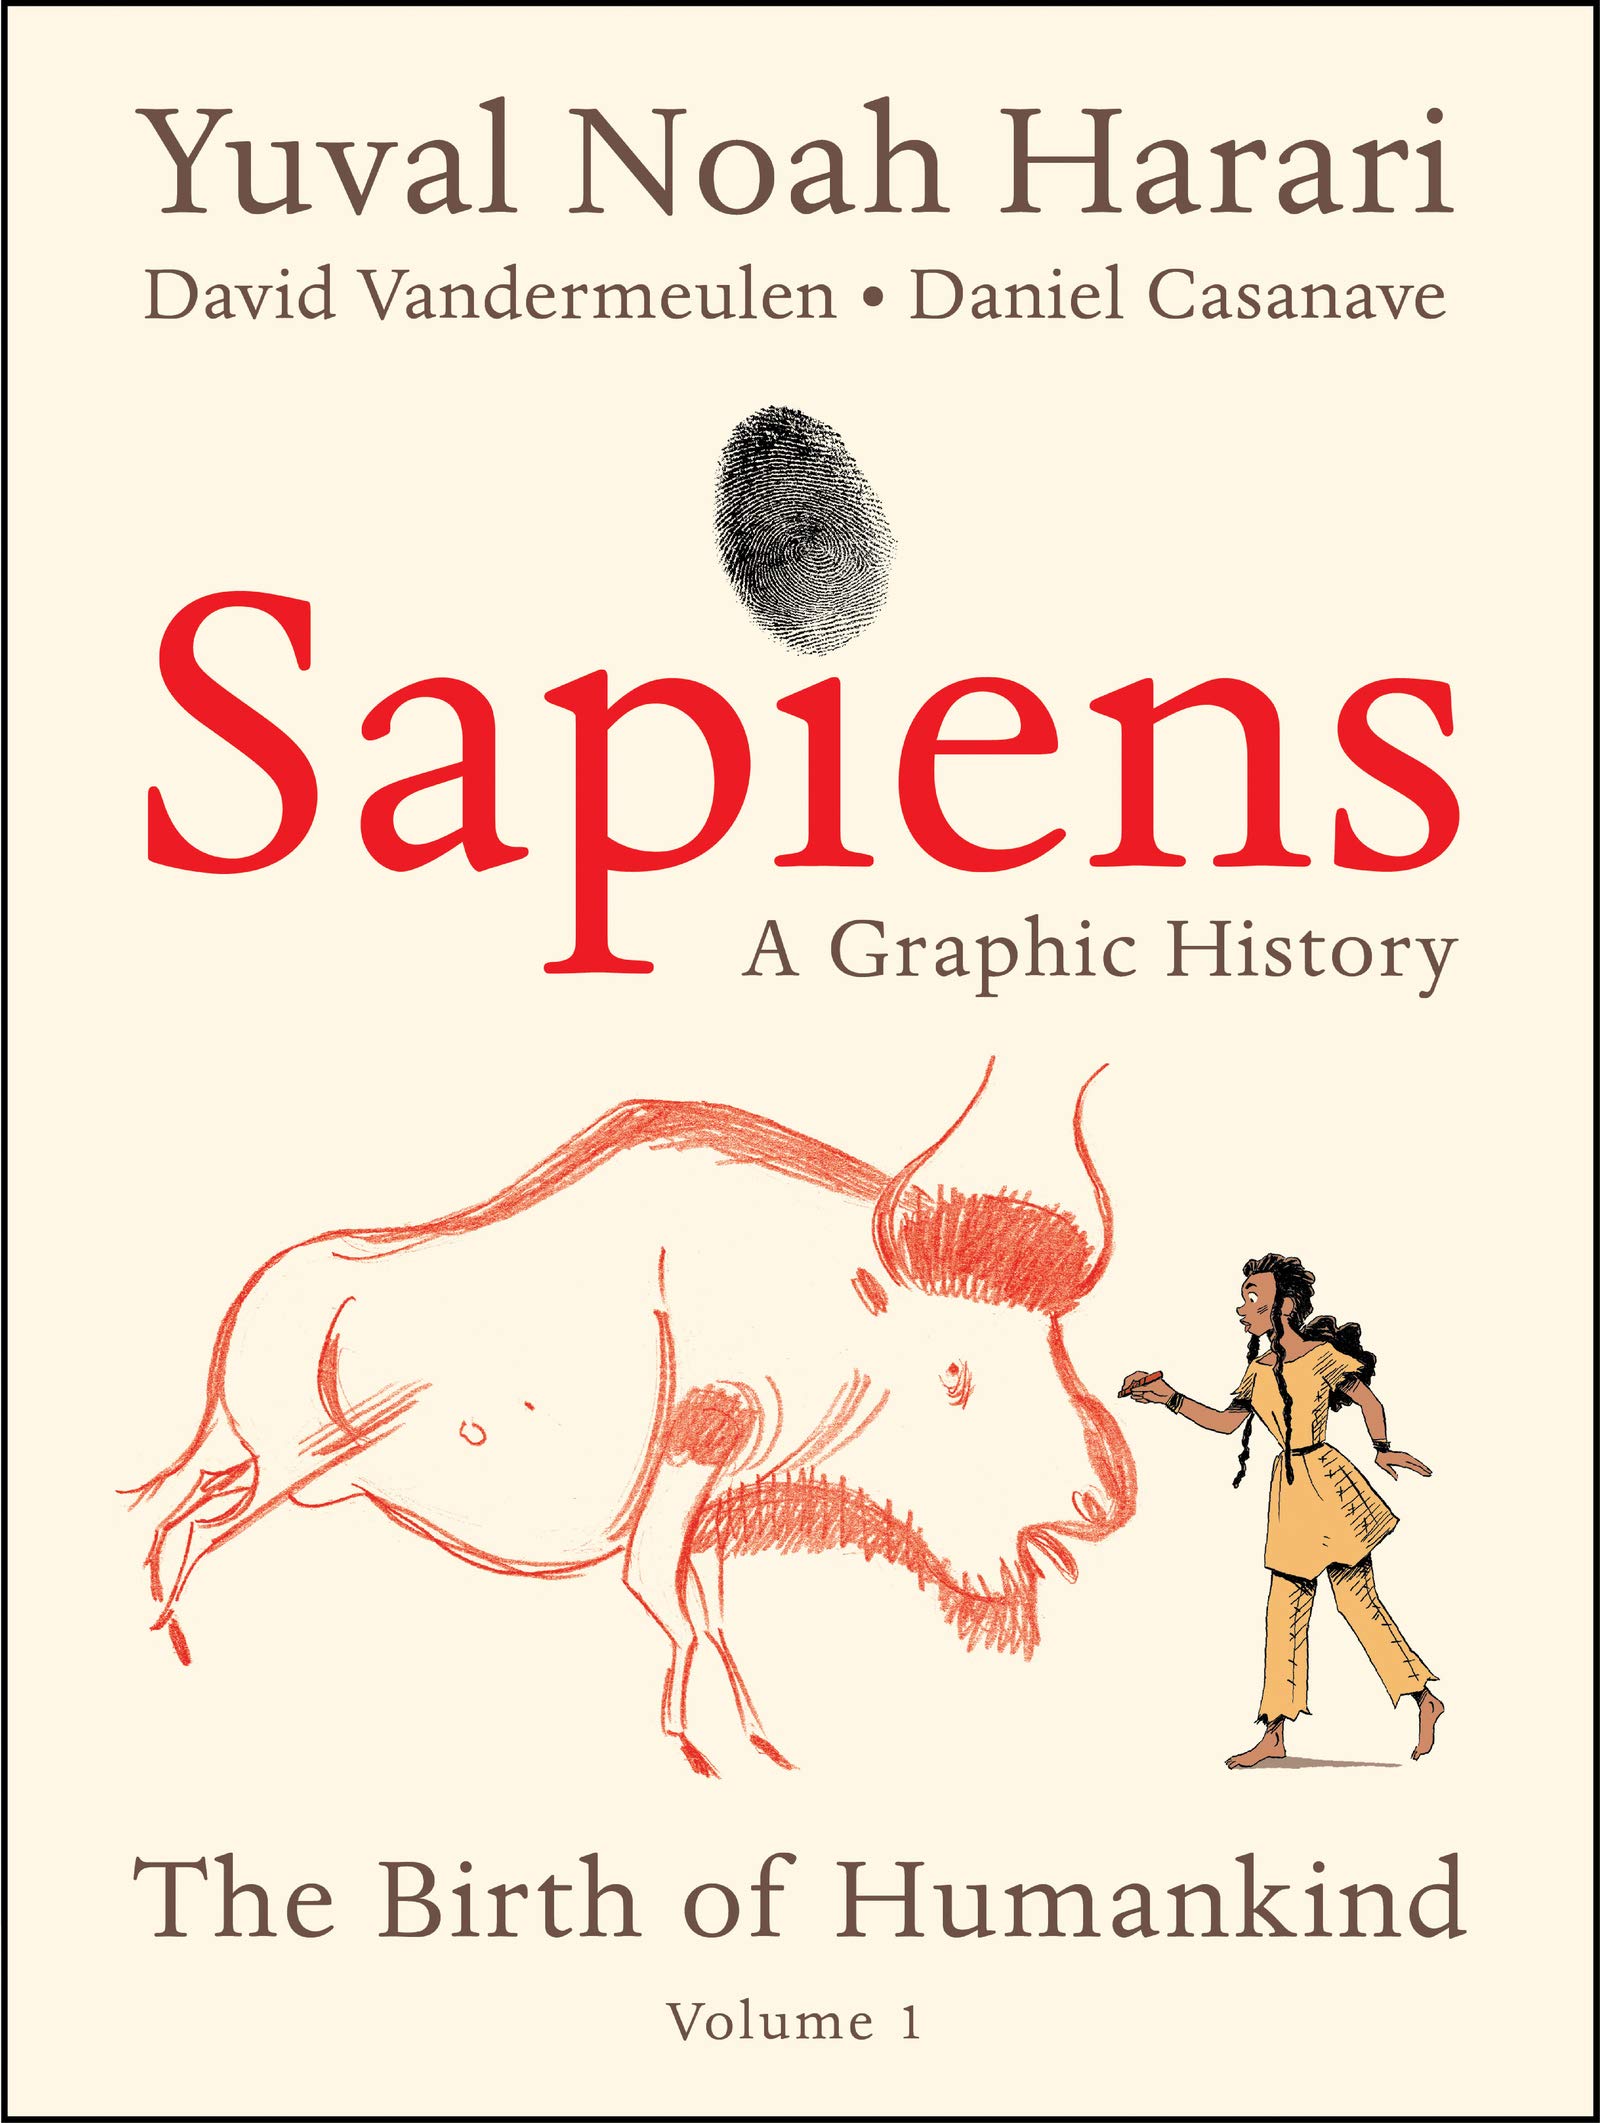 Yuval Noah Harari
David Vandermeulen • Daniel Casanave
Sapiens
A Graphic History
The Birth of Humankind
Volume 1